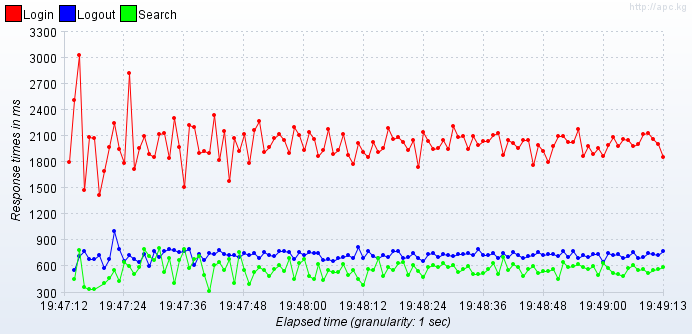 http://apc.kg
Login Logout Search
3300
3000
2700
2400
2100
1800
1500
1200
900
600
300
Response times in ms
19:47:12 19:47:24 19:47:36 19:47:48 19:48:00 19:48:12 19:48:24 19:48:36 19:48:48 19:49:00 19:49:13
Elapsed time (granularity: 1 sec)